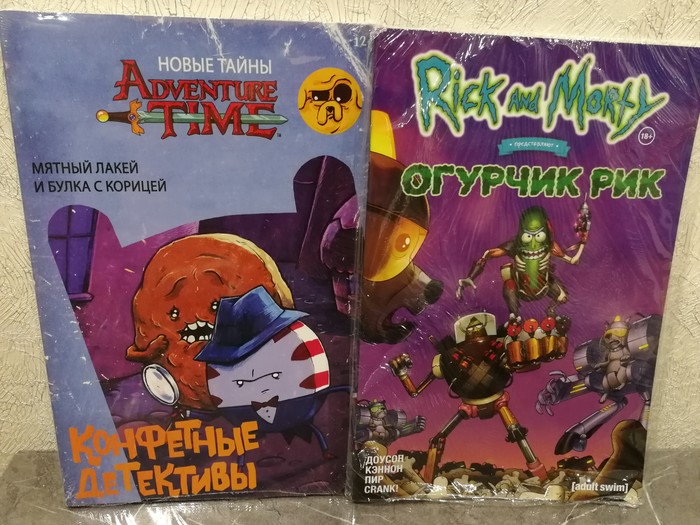 НОВЫЕ ТАЙНЫ
ADVENTURE
TIME
12
МЯТНЫЙ ЛАКЕЙ
И БУЛКА С КОРИЦЕЙ
КОНФЕТНЫЕ
ДЕТЕКТИВЫ
Rick and Morty
18+
представляет
ОГУРЧИК РИК
ДОУСОН
КЭННОН
ПИР
CRANK!
[adult swim]